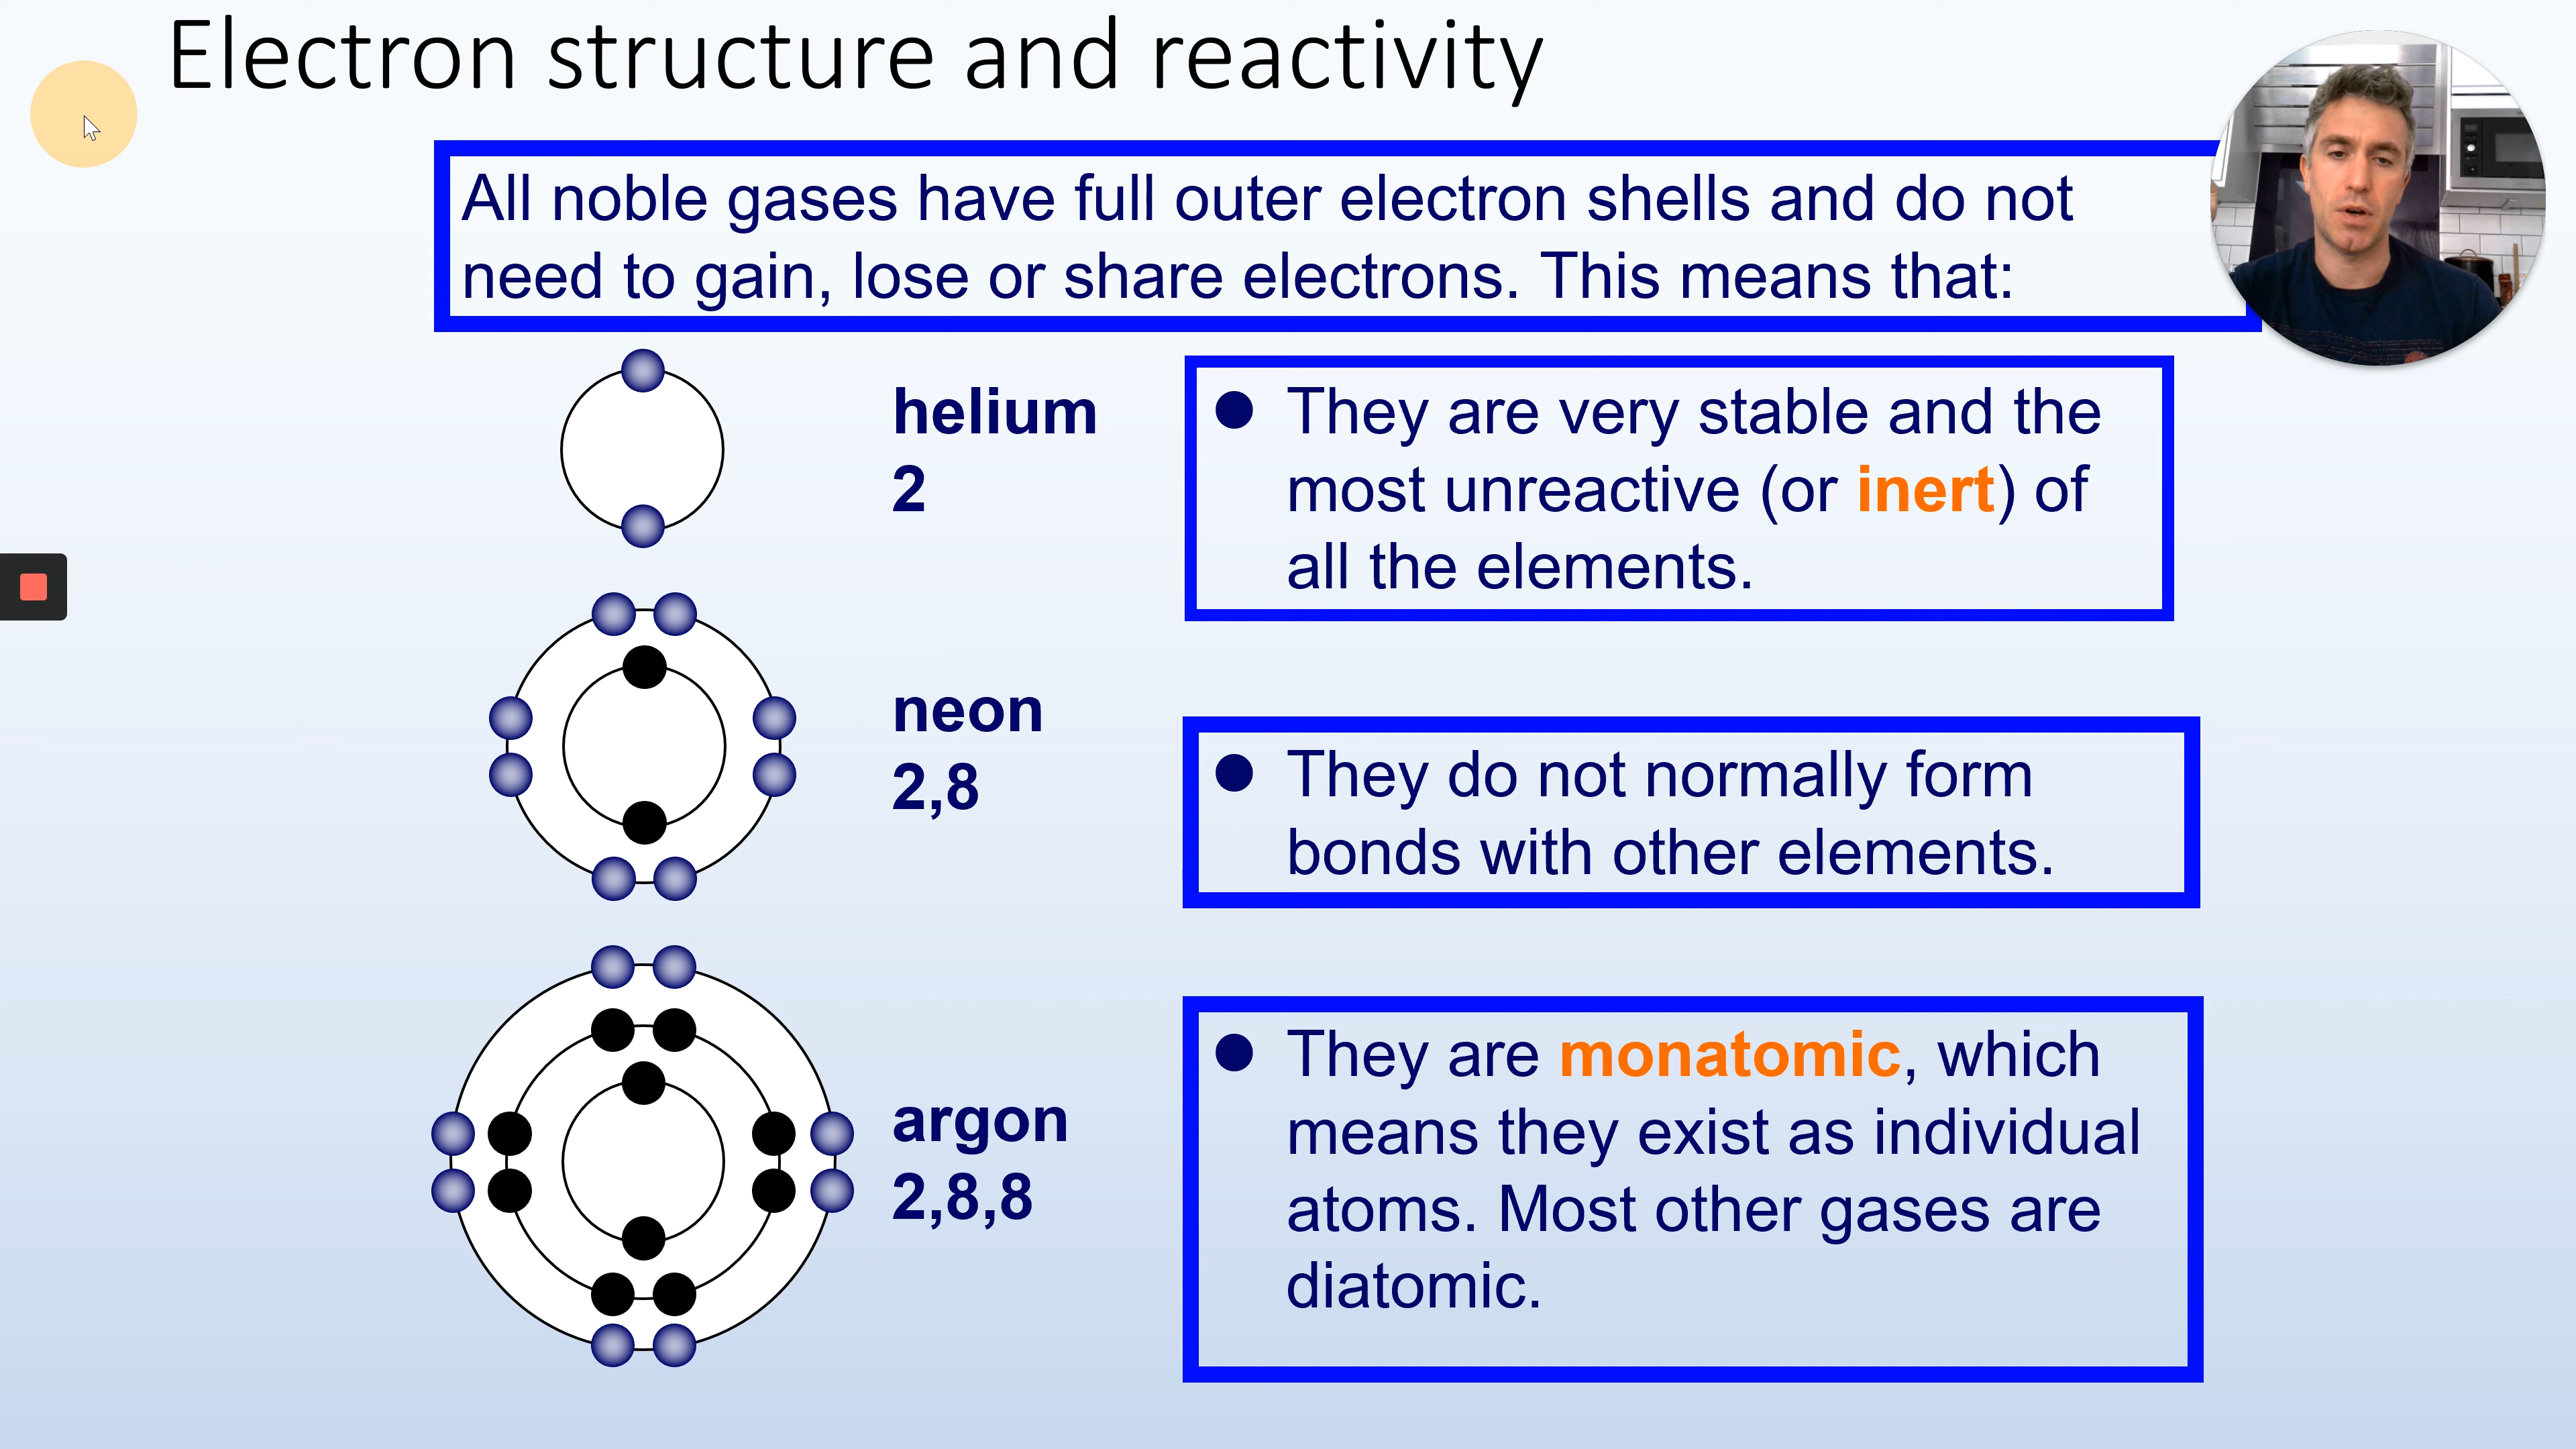 Electron structure and reactivity
All noble gases have full outer electron shells and do not
need to gain, lose or share electrons. This means that:
helium
2
● They are very stable and the
most unreactive (or inert) of
all the elements.
neon
2,8
● They do not normally form
bonds with other elements.
argon
2,8,8
● They are monatomic, which
means they exist as individual
atoms. Most other gases are
diatomic.